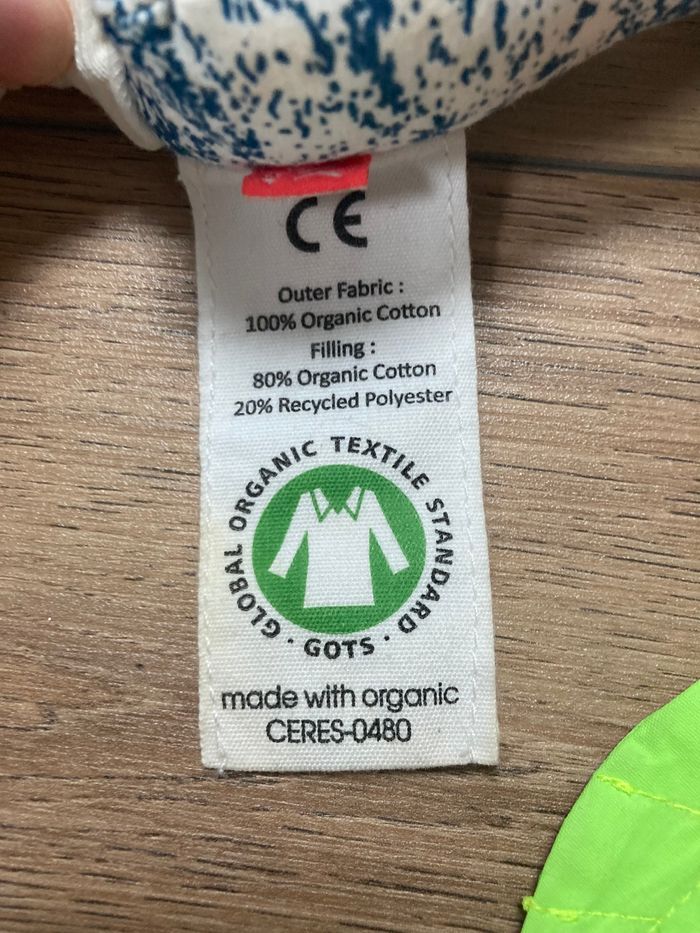 CE
Outer Fabric :
100% Organic Cotton
Filling :
80% Organic Cotton
20% Recycled Polyester
GLOBAL ORGANIC TEXTILE STANDARD · GOTS ·
made with organic
CERES-0480